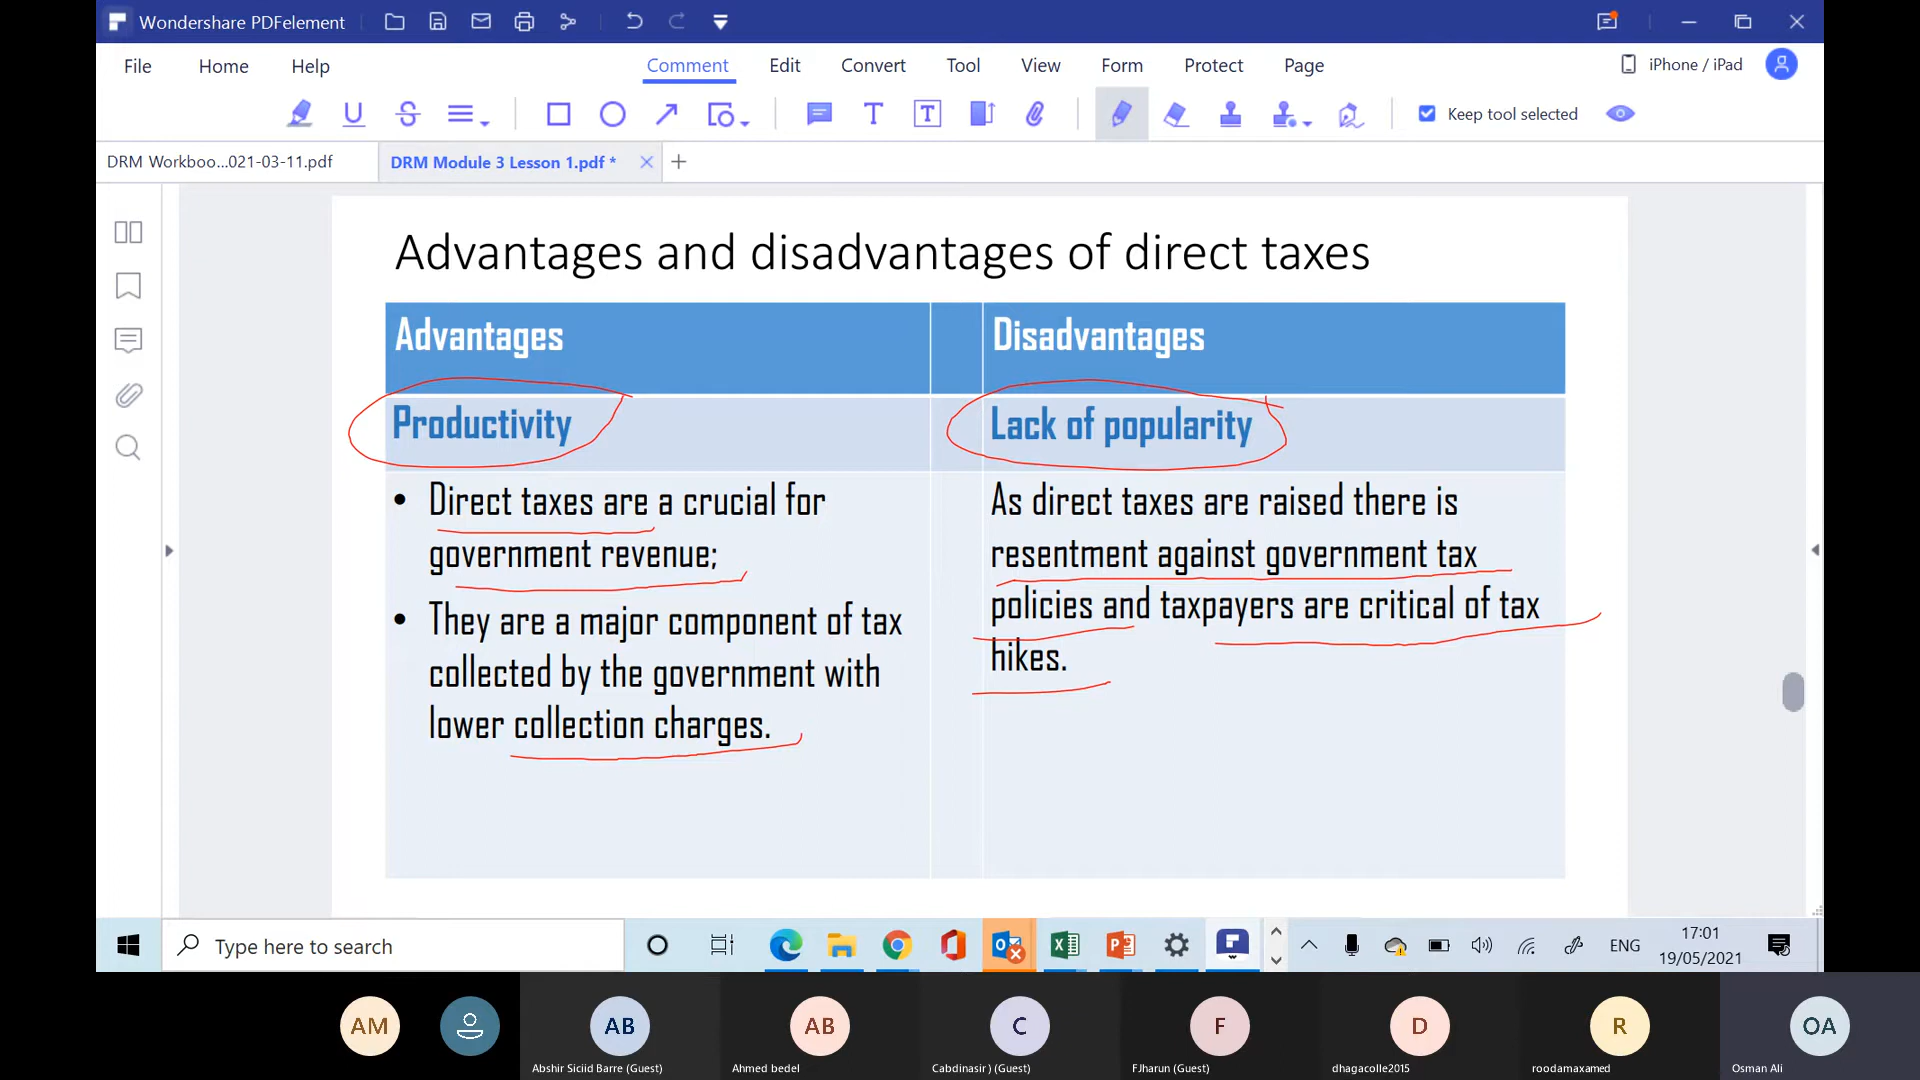 Wondershare PDFelement
File Home Help Comment Edit Convert Tool View Form Protect Page iPhone / iPad
Keep tool selected
DRM Workboo...021-03-11.pdf DRM Module 3 Lesson 1.pdf *
Advantages and disadvantages of direct taxes
Advantages
Disadvantages
Productivity
Lack of popularity
• Direct taxes are a crucial for
government revenue;
• They are a major component of tax
collected by the government with
lower collection charges.
As direct taxes are raised there is
resentment against government tax
policies and taxpayers are critical of tax
hikes.
Type here to search
ENG
17:01
19/05/2021
AM
AB
AB
C
F
D
R
OA
Abshir Siciid Barre (Guest)
Ahmed bedel
Cabdinasir ) (Guest)
FJharun (Guest)
dhagacolle2015
roodamaxamed
Osman Ali